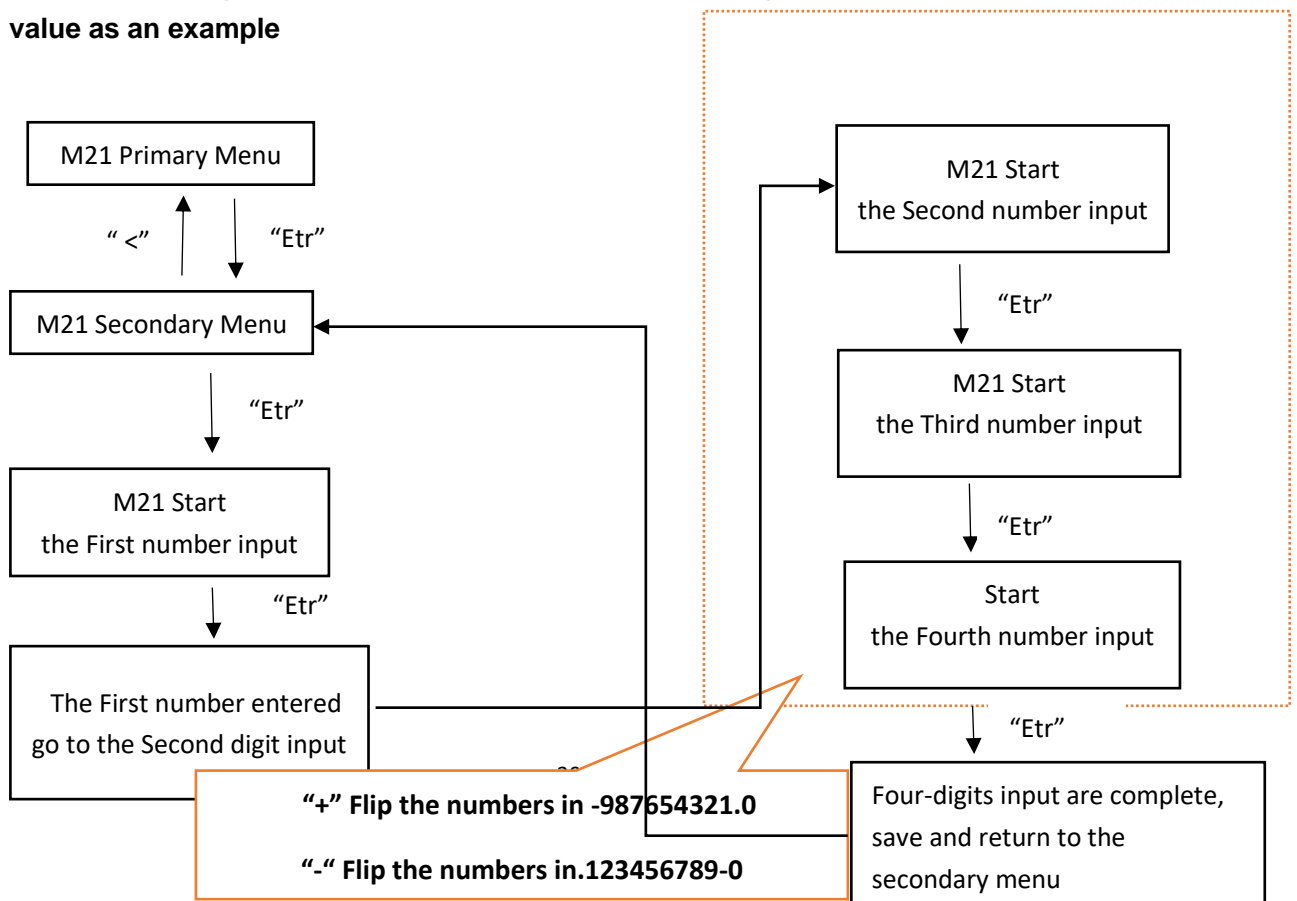 value as an example
M21 Primary Menu
“ <”
“Etr”
M21 Secondary Menu
“Etr”
M21 Start
the First number input
“Etr”
The First number entered
go to the Second digit input
M21 Start
the Second number input
“Etr”
M21 Start
the Third number input
“Etr”
Start
the Fourth number input
“Etr”
“+” Flip the numbers in -987654321.0
“-“ Flip the numbers in.123456789-0
Four-digits input are complete,
save and return to the
secondary menu